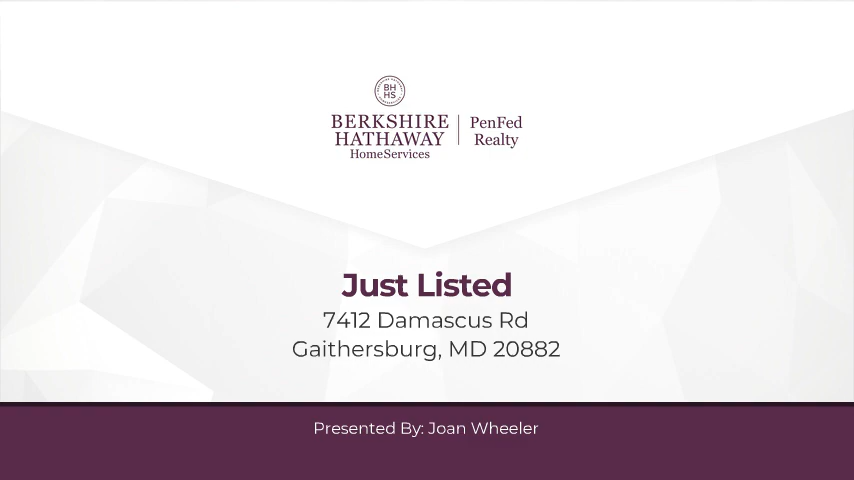 BH
HS
BERKSHIRE
HATHAWAY
HomeServices
PenFed
Realty
Just Listed
7412 Damascus Rd
Gaithersburg, MD 20882
Presented By: Joan Wheeler